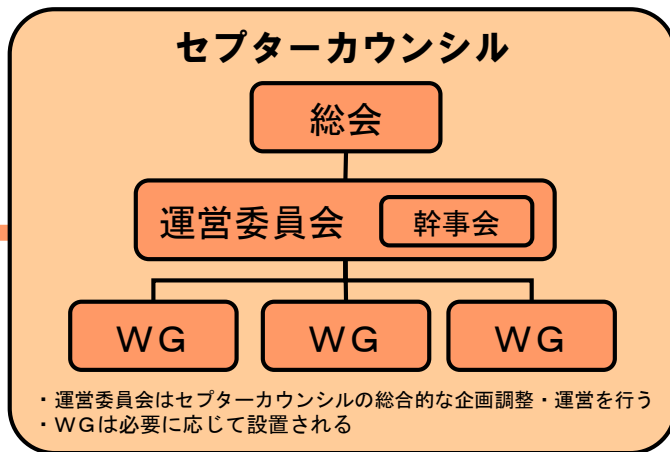 セプターカウンシル
総会
運営委員会 幹事会
ＷＧ ＷＧ ＷＧ
・運営委員会はセプターカウンシルの総合的な企画調整・運営を行う
・ＷＧは必要に応じて設置される